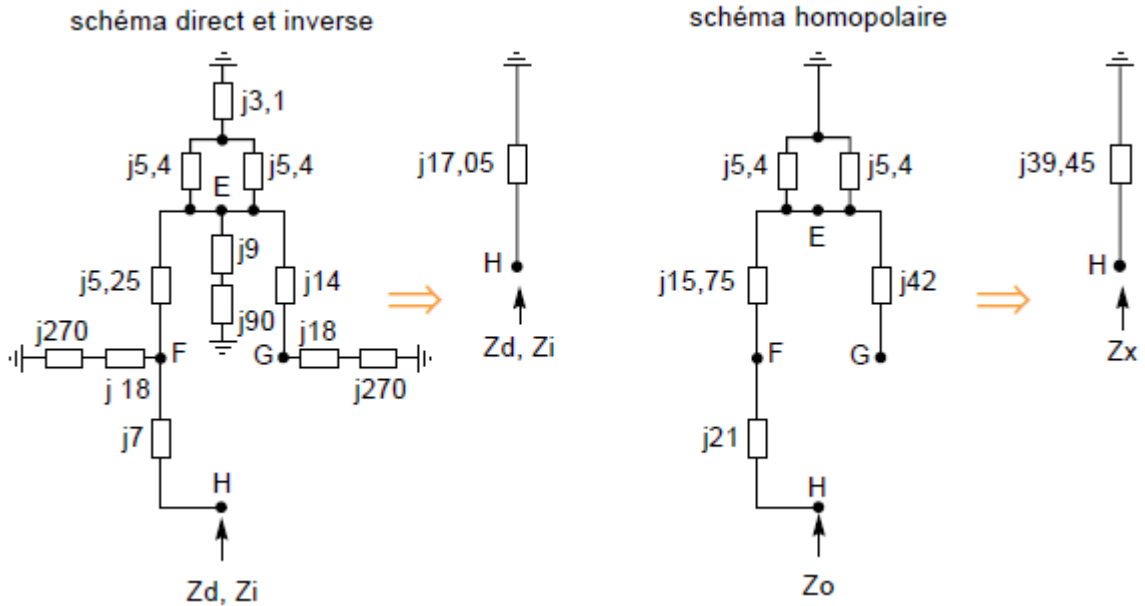 schéma direct et inverse
j3,1
j5,4
j5,4
E
j9
j90
j5,25
j14
j270
j 18
F
G
j18
j270
j7
H
Zd, Zi
⇒
j17,05
H
Zd, Zi
schéma homopolaire
j5,4
j5,4
E
j15,75
j42
F
G
j21
H
Zo
⇒
j39,45
H
Zx